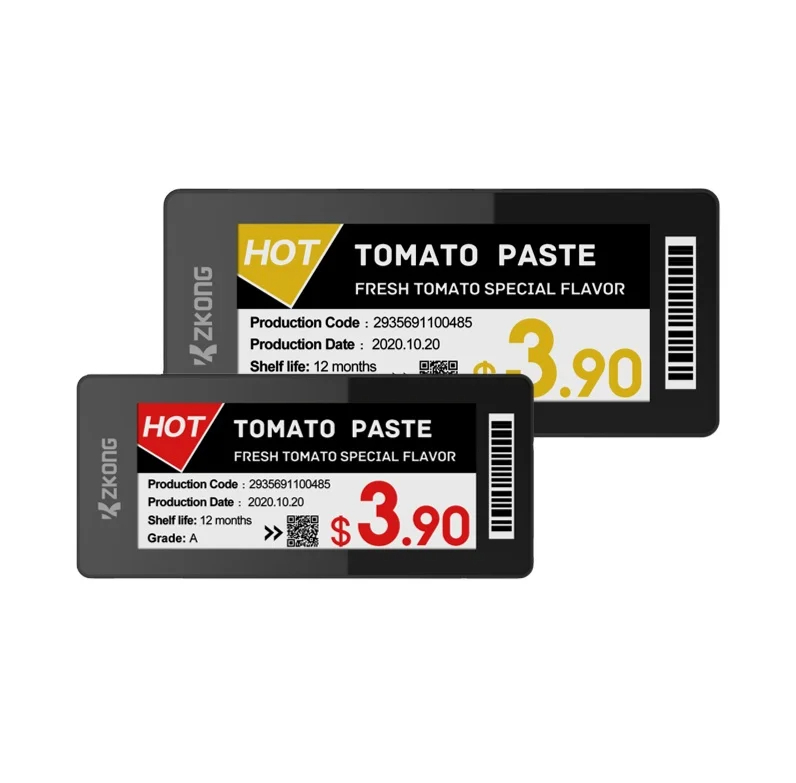 ZKONG
HOT
TOMATO PASTE
FRESH TOMATO SPECIAL FLAVOR
Production Code : 2935691100485
Production Date : 2020.10.20
Shelf life: 12 months
$3.90
ZKONG
HOT
TOMATO PASTE
FRESH TOMATO SPECIAL FLAVOR
Production Code : 2935691100485
Production Date : 2020.10.20
Shelf life: 12 months
Grade: A
>>
$3.90